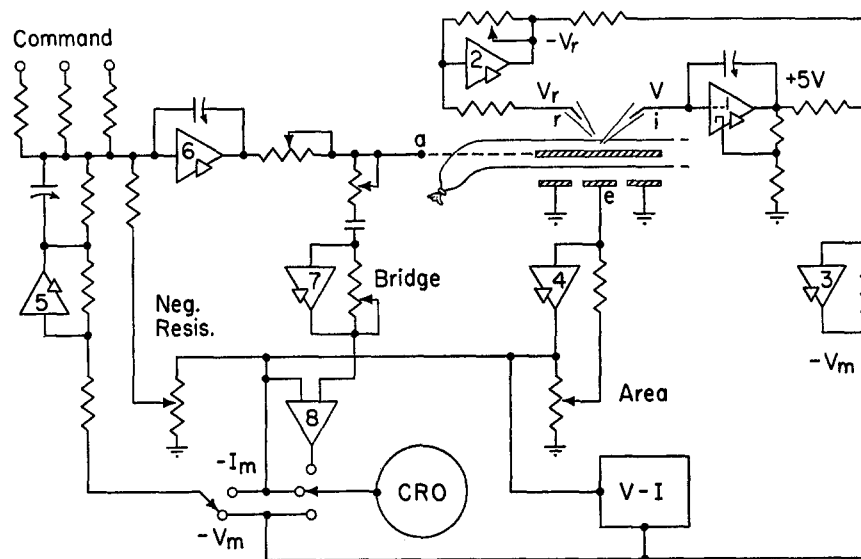 Command
2
-Vr
Vr
r
V
i
1
+5V
6
a
e
5
7
Bridge
4
3
Neg.
Resis.
-Vm
8
Area
-Im
CRO
V-I
-Vm